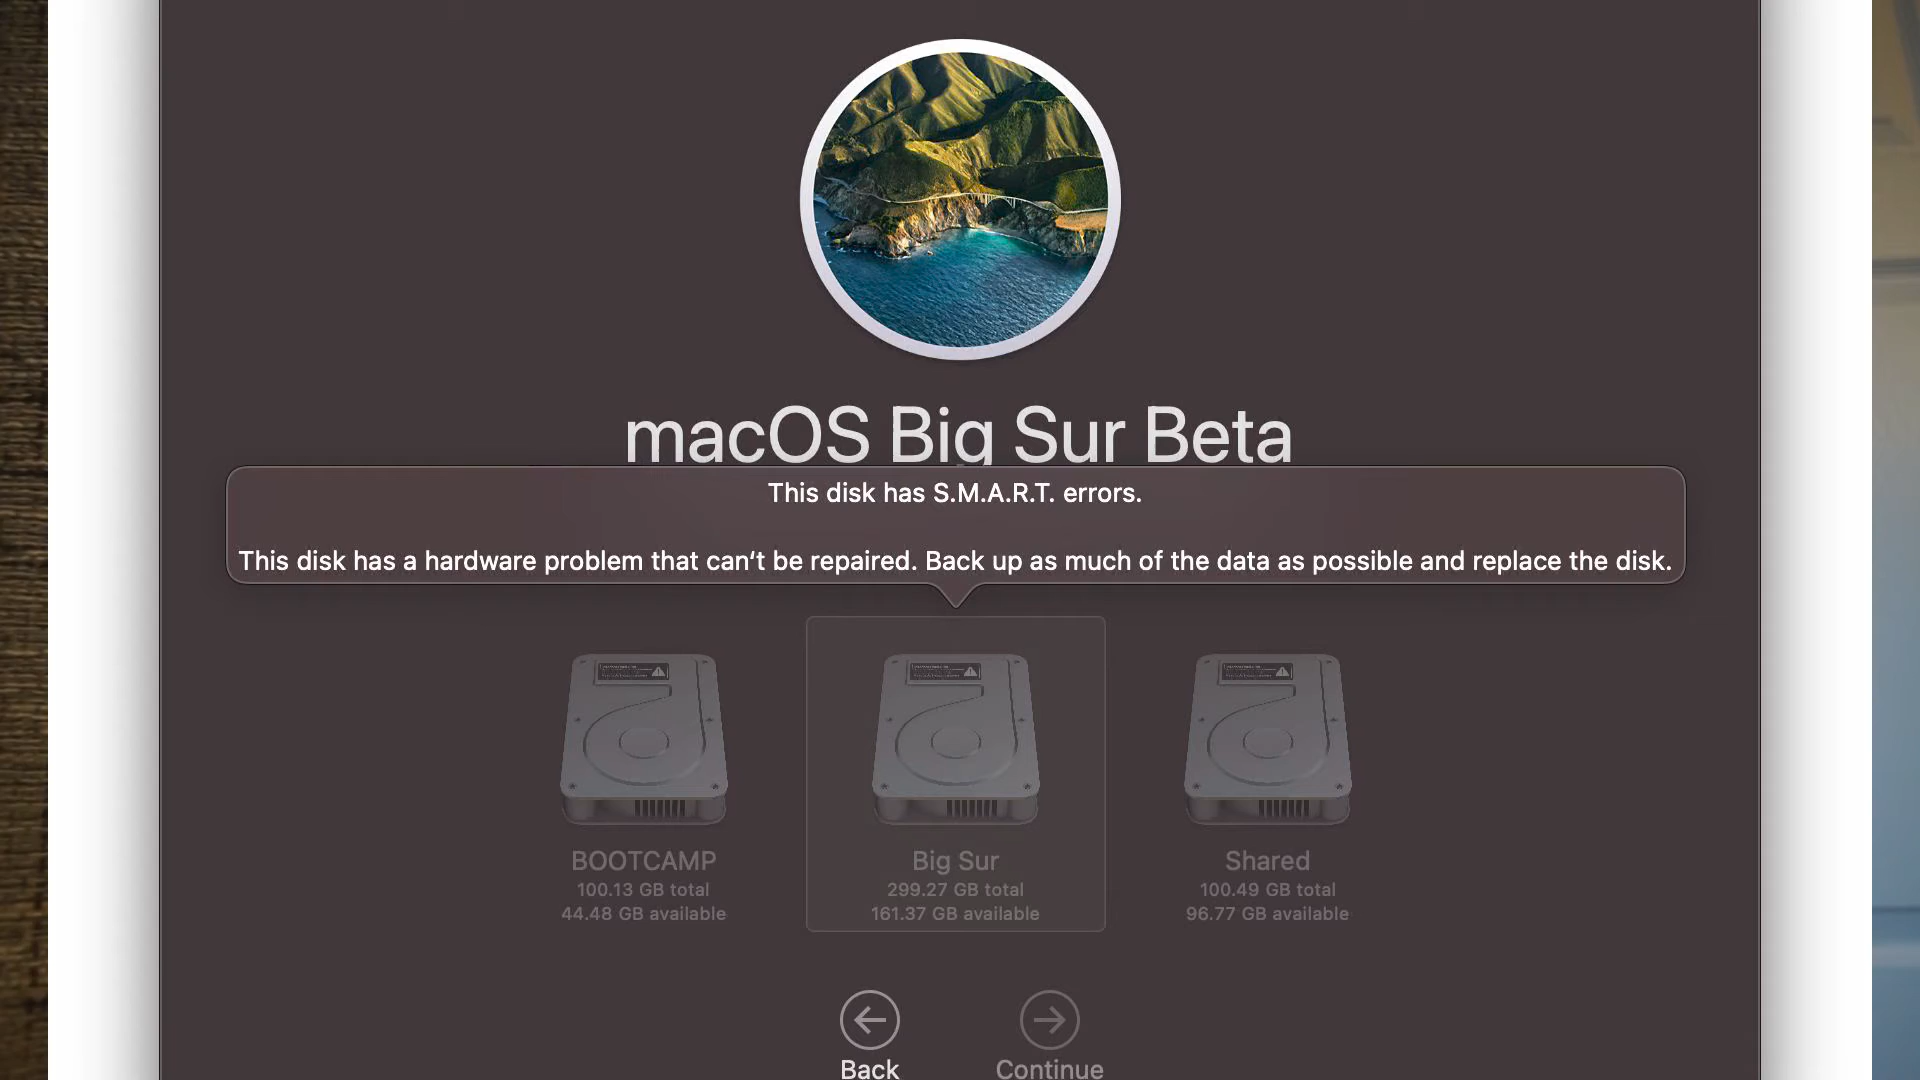 macOS Big Sur Beta
This disk has S.M.A.R.T. errors.
This disk has a hardware problem that can‘t be repaired. Back up as much of the data as possible and replace the disk.
BOOTCAMP
100.13 GB total
44.48 GB available
Big Sur
299.27 GB total
161.37 GB available
Shared
100.49 GB total
96.77 GB available
Back
Continue